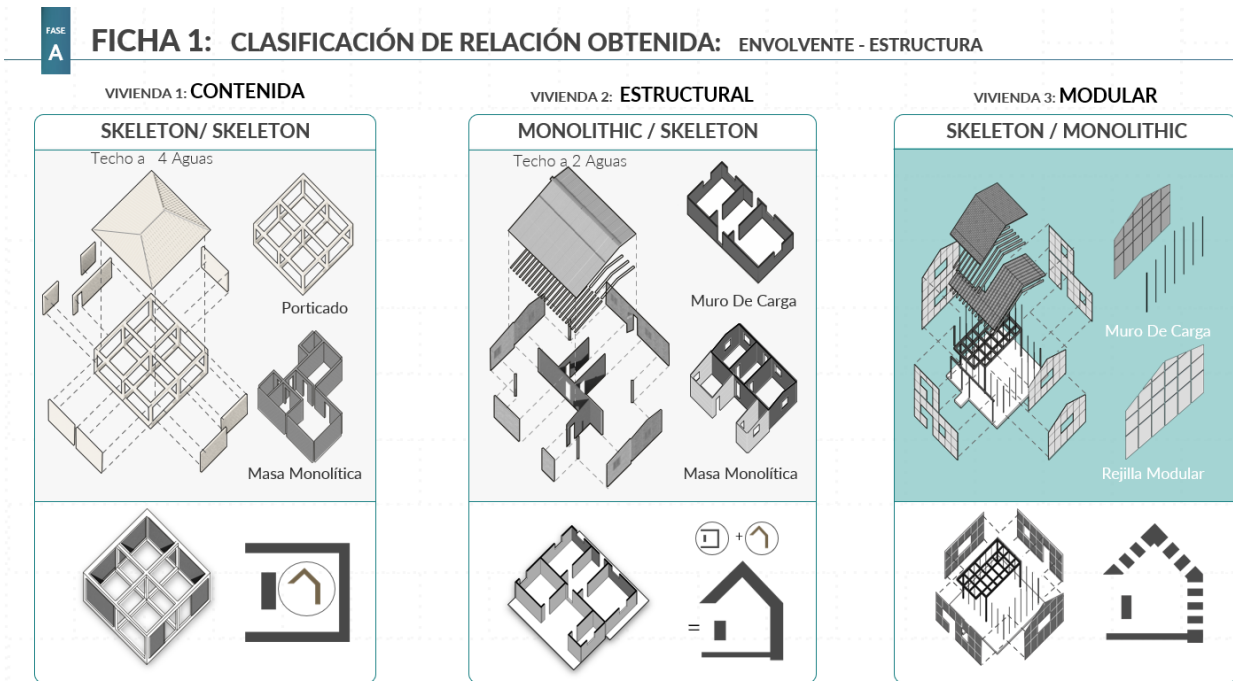 FASE
A
FICHA 1: CLASIFICACIÓN DE RELACIÓN OBTENIDA: ENVOLVENTE - ESTRUCTURA
VIVIENDA 1: CONTENIDA
SKELETON/ SKELETON
Techo a 4 Aguas
Porticado
Masa Monolítica
VIVIENDA 2: ESTRUCTURAL
MONOLITHIC / SKELETON
Techo a 2 Aguas
Muro De Carga
Masa Monolítica
+
=
VIVIENDA 3: MODULAR
SKELETON / MONOLITHIC
Muro De Carga
Rejilla Modular